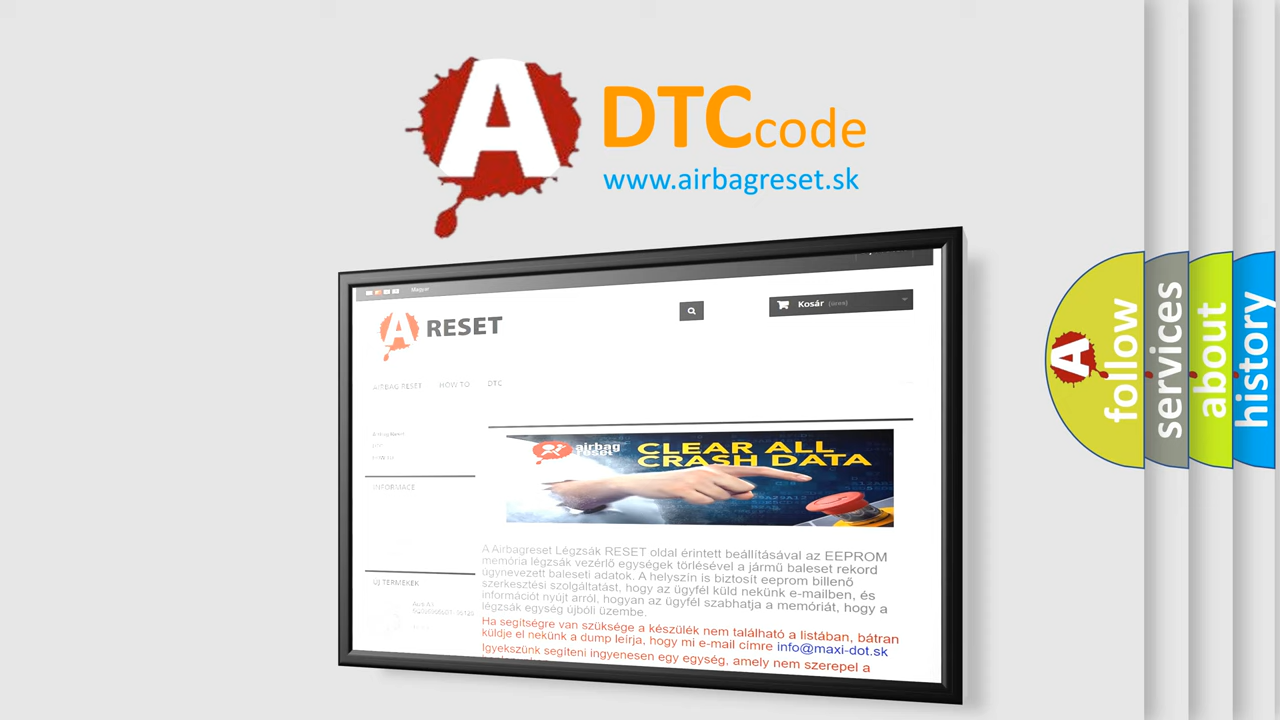 A DTCcode
www.airbagreset.sk
Magyar
Kosár (üres)
A RESET
AIRBAG RESET HOW TO DTC
Airbag Reset
airbag
reset
CLEAR ALL
CRASH DATA
INFORMACE
A Airbagreset Légzsák RESET oldal érintett beállításával az EEPROM
memória légzsák vezérlő egységek törlésével a jármű baleset rekord
úgynevezett baleseti adatok. A helyszín is biztosít eeprom billenő
szerkesztési szolgáltatást, hogy az ügyfél küld nekünk e-mailben, és
információt nyújt arról, hogyan az ügyfél szabhatja a memóriát, hogy a
légzsák egység újbóli üzembe.
ÚJ TERMÉKEK
Ha segítségre van szüksége a készülék nem található a listában, bátran
küldje el nekünk a dump leírja, hogy mi e-mail címre info@maxi-dot.sk
Igyekszünk segíteni ingyenesen egy egység, amely nem szerepel a
A follow
services
about
history